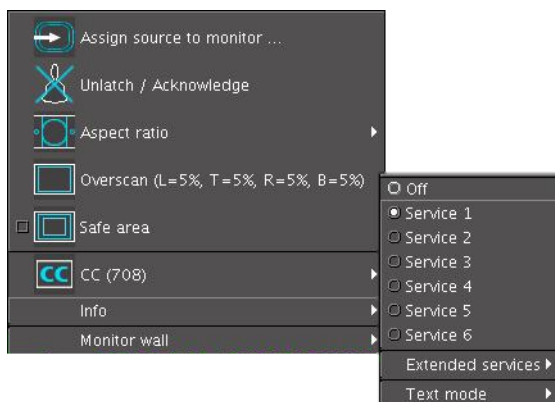 Assign source to monitor ...
Unlatch / Acknowledge
Aspect ratio
Overscan (L=5%, T=5%, R=5%, B=5%)
Safe area
CC CC (708)
Info
Monitor wall
Off
Service 1
Service 2
Service 3
Service 4
Service 5
Service 6
Extended services
Text mode